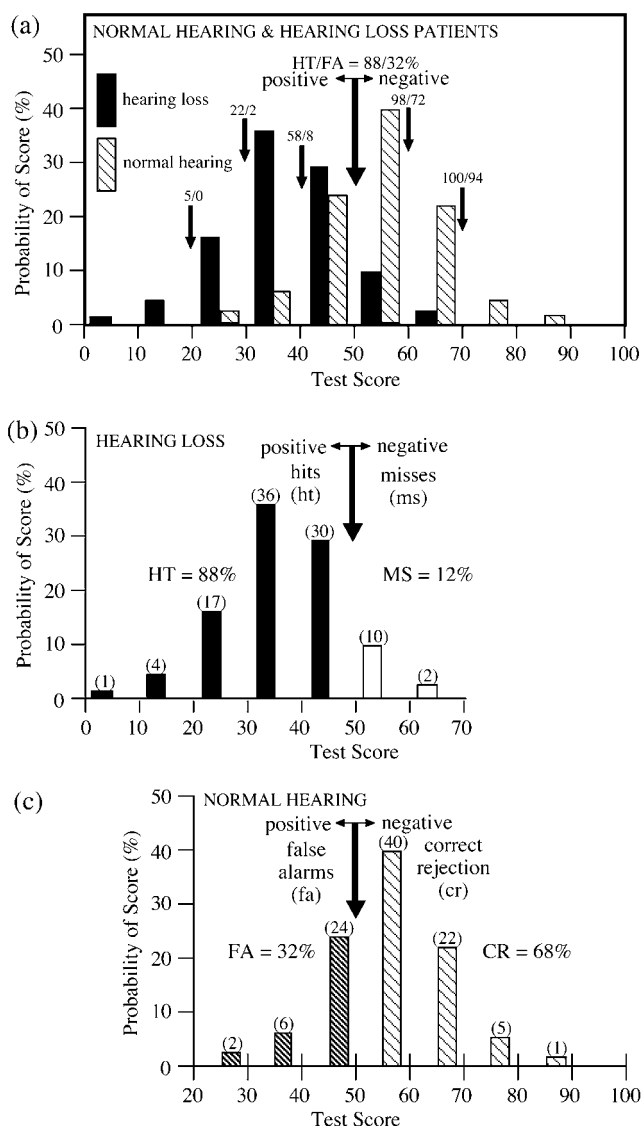 (a)
NORMAL HEARING & HEARING LOSS PATIENTS
HT/FA = 88/32%
positive negative
hearing loss
normal hearing
5/0
22/2
58/8
98/72
100/94
Probability of Score (%)
50
40
30
20
10
0
0 10 20 30 40 50 60 70 80 90 100
Test Score
(b)
HEARING LOSS
positive negative
hits misses
(ht) (ms)
HT = 88%
MS = 12%
(1) (4) (17) (36) (30) (10) (2)
Probability of Score (%)
50
40
30
20
10
0
0 10 20 30 40 50 60 70
Test Score
(c)
NORMAL HEARING
positive negative
false correct
alarms rejection
(fa) (cr)
FA = 32%
CR = 68%
(2) (6) (24) (40) (22) (5) (1)
Probability of Score (%)
50
40
30
20
10
0
20 30 40 50 60 70 80 90 100
Test Score